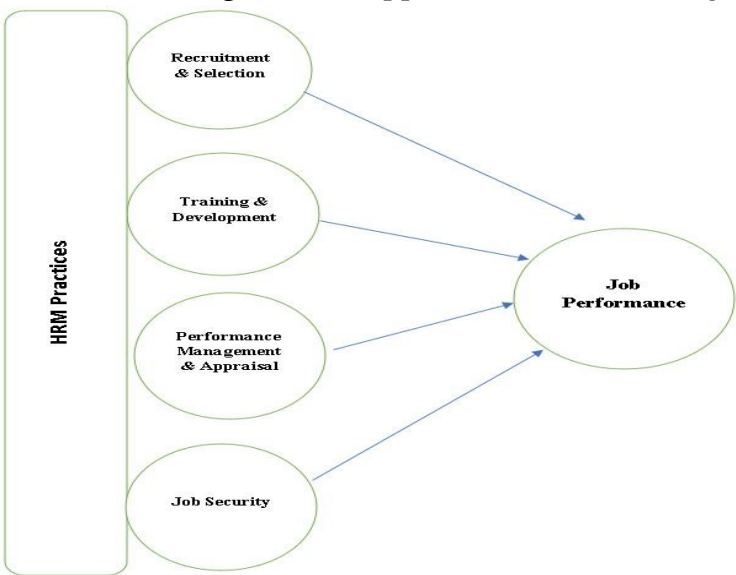 Recruitment
& Selection
Training &
Development
HRM Practices
Job
Performance
Performance
Management
& Appraisal
Job Security